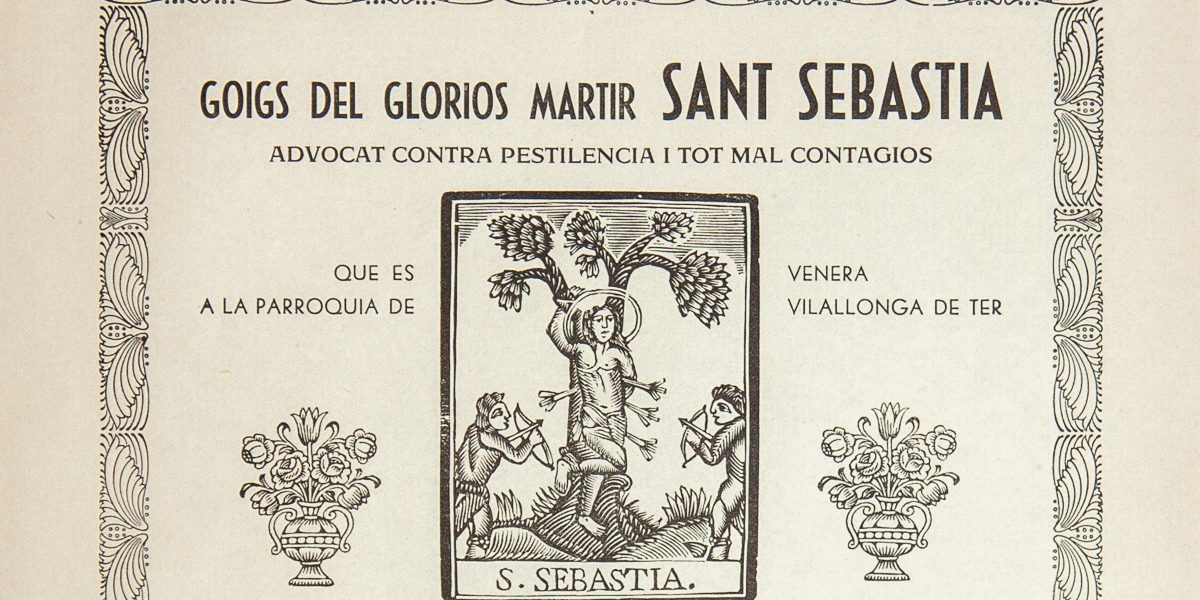 GOIGS DEL GLORIOS MARTIR SANT SEBASTIA
ADVOCAT CONTRA PESTILENCIA I TOT MAL CONTAGIOS
QUE ES VENERA
A LA PARROQUIA DE VILALLONGA DE TER
S. SEBASTIA.